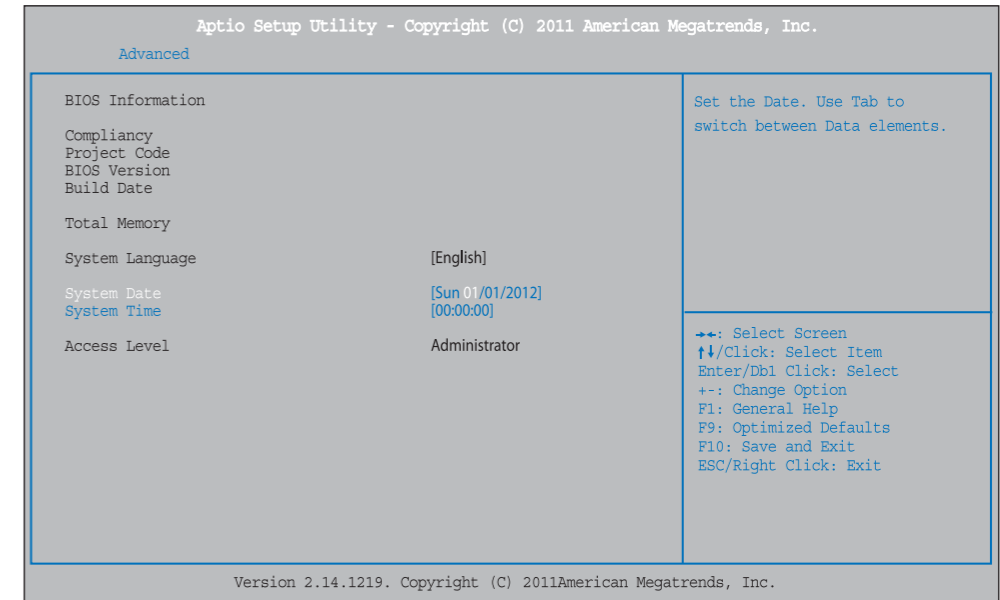 Aptio Setup Utility - Copyright (C) 2011 American Megatrends, Inc.
Advanced
BIOS Information
Compliancy
Project Code
BIOS Version
Build Date
Total Memory
System Language [English]
System Date [Sun 01/01/2012]
System Time [00:00:00]
Access Level Administrator
Set the Date. Use Tab to
switch between Data elements.
→←: Select Screen
↑↓/Click: Select Item
Enter/Db1 Click: Select
+-: Change Option
F1: General Help
F9: Optimized Defaults
F10: Save and Exit
ESC/Right Click: Exit
Version 2.14.1219. Copyright (C) 2011American Megatrends, Inc.